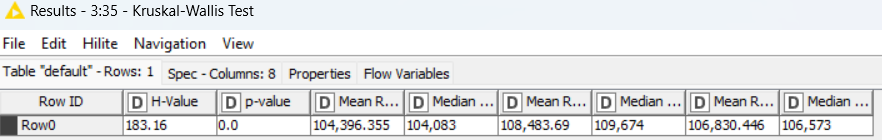 Results - 3:35 - Kruskal-Wallis Test
File Edit Hilite Navigation View
Table "default" - Rows: 1 Spec - Columns: 8 Properties Flow Variables
Row ID D H-Value D p-value D Mean R... D Median ... D Mean R... D Median ... D Mean R... D Median ...
Row0 183.16 0.0 104,396.355 104,083 108,483.69 109,674 106,830.446 106,573